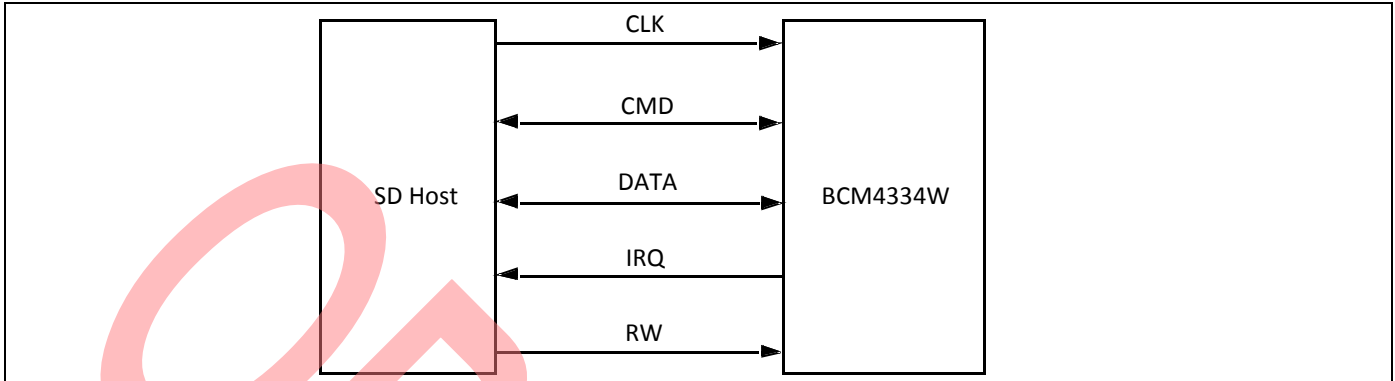 CLK
CMD
SD Host
DATA
BCM4334W
IRQ
RW